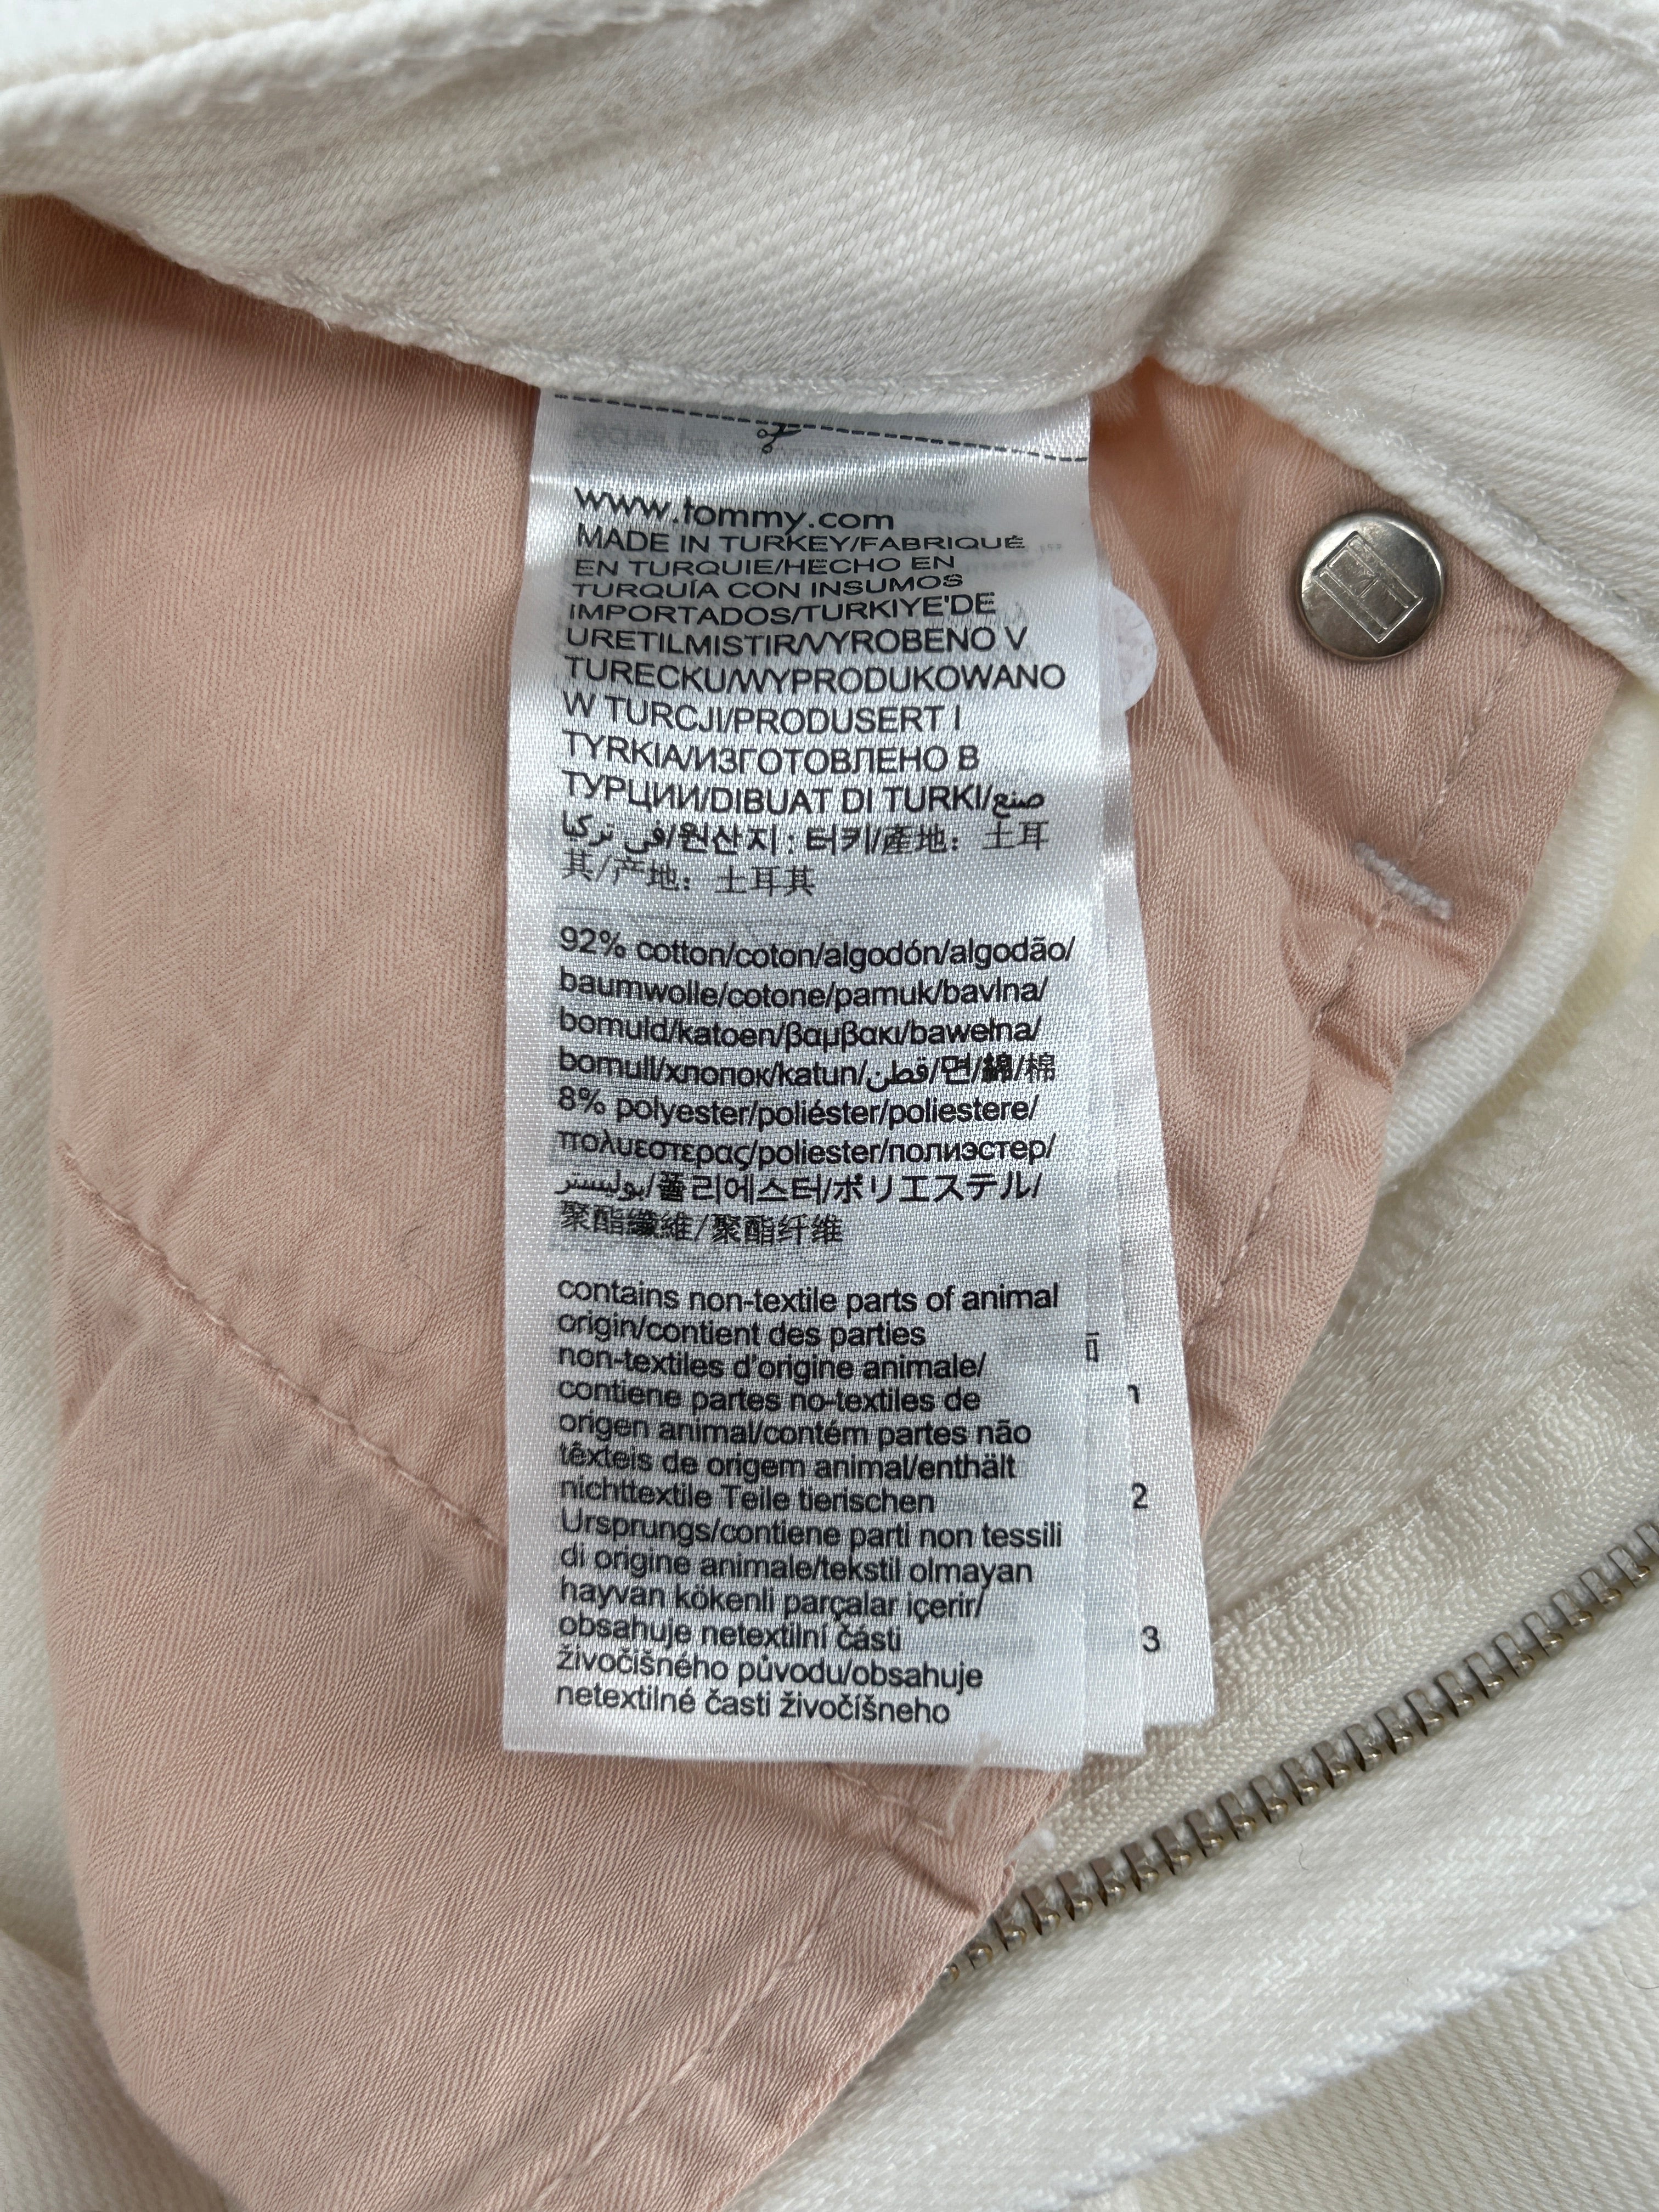 www.tommy.com
MADE IN TURKEY/FABRIQUÉ
EN TURQUIE/HECHO EN
TURQUÍA CON INSUMOS
IMPORTADOS/TURKIYE'DE
URETILMISTIR/VYROBENO V
TURECKU/WYPRODUKOWANO
W TURCJI/PRODUSERT I
TYRKIA/ИЗГОТОВЛЕНО В
ТУРЦИИ/DIBUAT DI TURKI/صنع
في تركيا/원산지 : 터키/產地：土耳
其/产地：土耳其
92% cotton/coton/algodón/algodão/
baumwolle/cotone/pamuk/bavlna/
bomuld/katoen/βαμβακι/bawełna/
bomull/хлопок/katun/قطن/면/綿/棉
8% polyester/poliéster/poliestere/
πολυεστερας/poliester/полиэстер/
بوليستر/폴리에스터/ポリエステル/
聚酯纖維/聚酯纤维
contains non-textile parts of animal
origin/contient des parties
non-textiles d'origine animale/
contiene partes no-textiles de
origen animal/contém partes não
têxteis de origem animal/enthält
nichttextile Teile tierischen
Ursprungs/contiene parti non tessili
di origine animale/tekstil olmayan
hayvan kökenli parçalar içerir/
obsahuje netextilní části
živočišného původu/obsahuje
netextilné časti živočíšneho
2
3